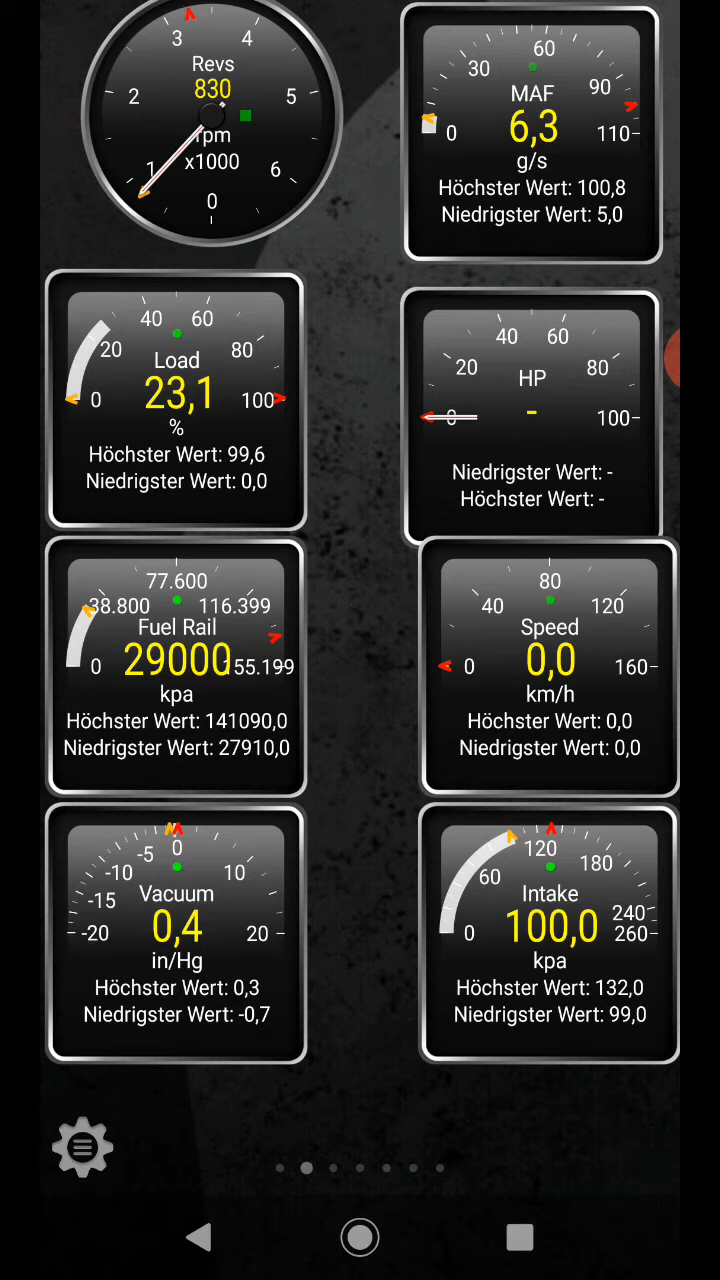 3
4
Revs
830
2
5
rpm
x1000
1
6
0
60
30
MAF
90
6,3
0
110
g/s
Höchster Wert: 100,8
Niedrigster Wert: 5,0
40
60
20
80
Load
23,1
0
100
%
Höchster Wert: 99,6
Niedrigster Wert: 0,0
40
60
20
80
HP
-
0
100
Niedrigster Wert: -
Höchster Wert: -
77.600
38.800
116.399
Fuel Rail
29000
0
155.199
kpa
Höchster Wert: 141090,0
Niedrigster Wert: 27910,0
80
40
120
Speed
0,0
0
160
km/h
Höchster Wert: 0,0
Niedrigster Wert: 0,0
0
-5
-10
10
-15
Vacuum
0,4
-20
20
in/Hg
Höchster Wert: 0,3
Niedrigster Wert: -0,7
120
60
180
Intake
240
100,0
0
260
kpa
Höchster Wert: 132,0
Niedrigster Wert: 99,0